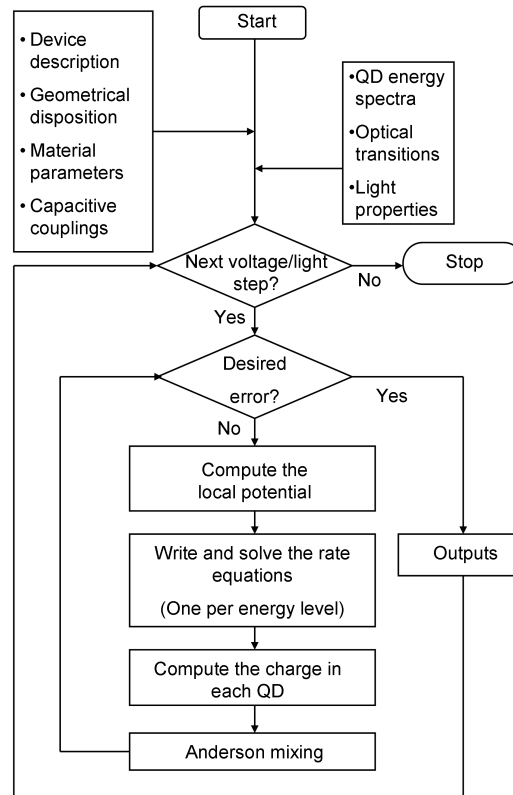 Start
• Device
description
• Geometrical
disposition
• Material
parameters
• Capacitive
couplings
•QD energy
spectra
•Optical
transitions
•Light
properties
Next voltage/light
step?
No
Stop
Yes
Desired
error?
Yes
No
Compute the
local potential
Write and solve the rate
equations
(One per energy level)
Outputs
Compute the charge in
each QD
Anderson mixing